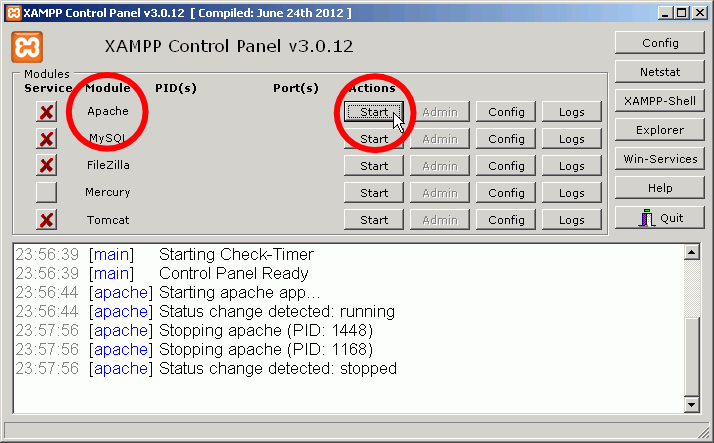 XAMPP Control Panel v3.0.12 [ Compiled: June 24th 2012 ]
XAMPP Control Panel v3.0.12
Config
Netstat
Modules
Service Module PID(s) Port(s) Actions
XAMPP-Shell
Apache Start Admin Config Logs
Explorer
MySQL Start Admin Config Logs
Win-Services
FileZilla Start Admin Config Logs
Help
Mercury Start Admin Config Logs
Quit
Tomcat Start Admin Config Logs
23:56:39 [main] Starting Check-Timer
23:56:39 [main] Control Panel Ready
23:56:44 [apache] Starting apache app...
23:56:44 [apache] Status change detected: running
23:57:56 [apache] Stopping apache (PID: 1448)
23:57:56 [apache] Stopping apache (PID: 1168)
23:57:56 [apache] Status change detected: stopped